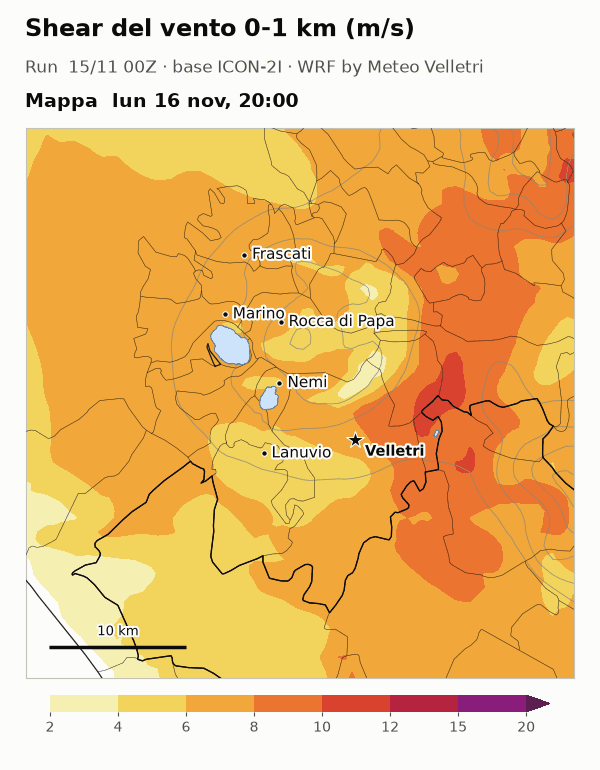 Shear del vento 0-1 km (m/s)
Run  15/11 00Z · base ICON-2I · WRF by Meteo Velletri
Mappa  lun 16 nov, 20:00
Frascati
Marino
Rocca di Papa
Nemi
Velletri
Lanuvio
10 km
2 4 6 8 10 12 15 20